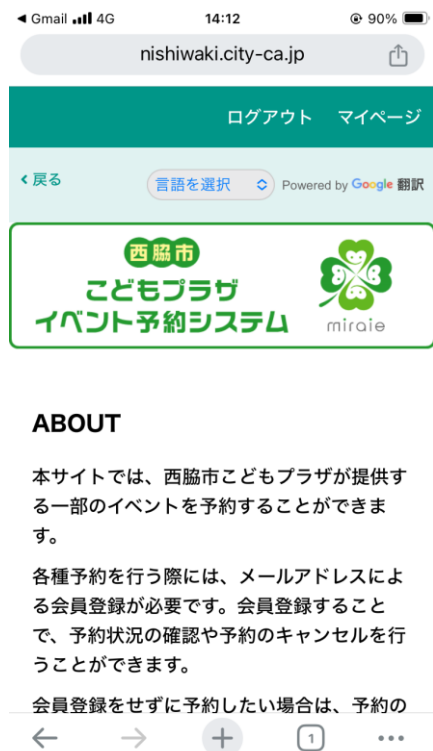 Gmail 4G 14:12 90%
nishiwaki.city-ca.jp
ログアウト マイページ
戻る 言語を選択 Powered by Google 翻訳
西脇市
こどもプラザ
イベント予約システム
miraie
ABOUT
本サイトでは、西脇市こどもプラザが提供す
る一部のイベントを予約することができま
す。
各種予約を行う際には、メールアドレスによ
る会員登録が必要です。会員登録すること
で、予約状況の確認や予約のキャンセルを行
うことができます。
会員登録をせずに予約したい場合は、予約の
1